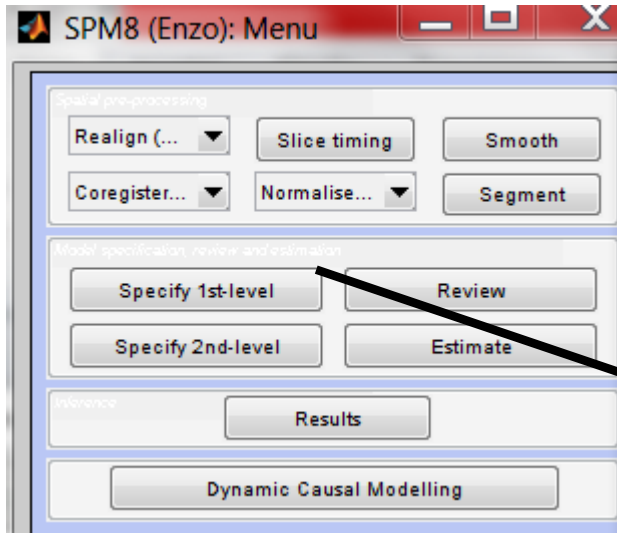 SPM8 (Enzo): Menu
Spatial pre-processing
Realign (... Slice timing Smooth
Coregister... Normalise... Segment
Model specification, review and estimation
Specify 1st-level Review
Specify 2nd-level Estimate
Inference
Results
Dynamic Causal Modelling